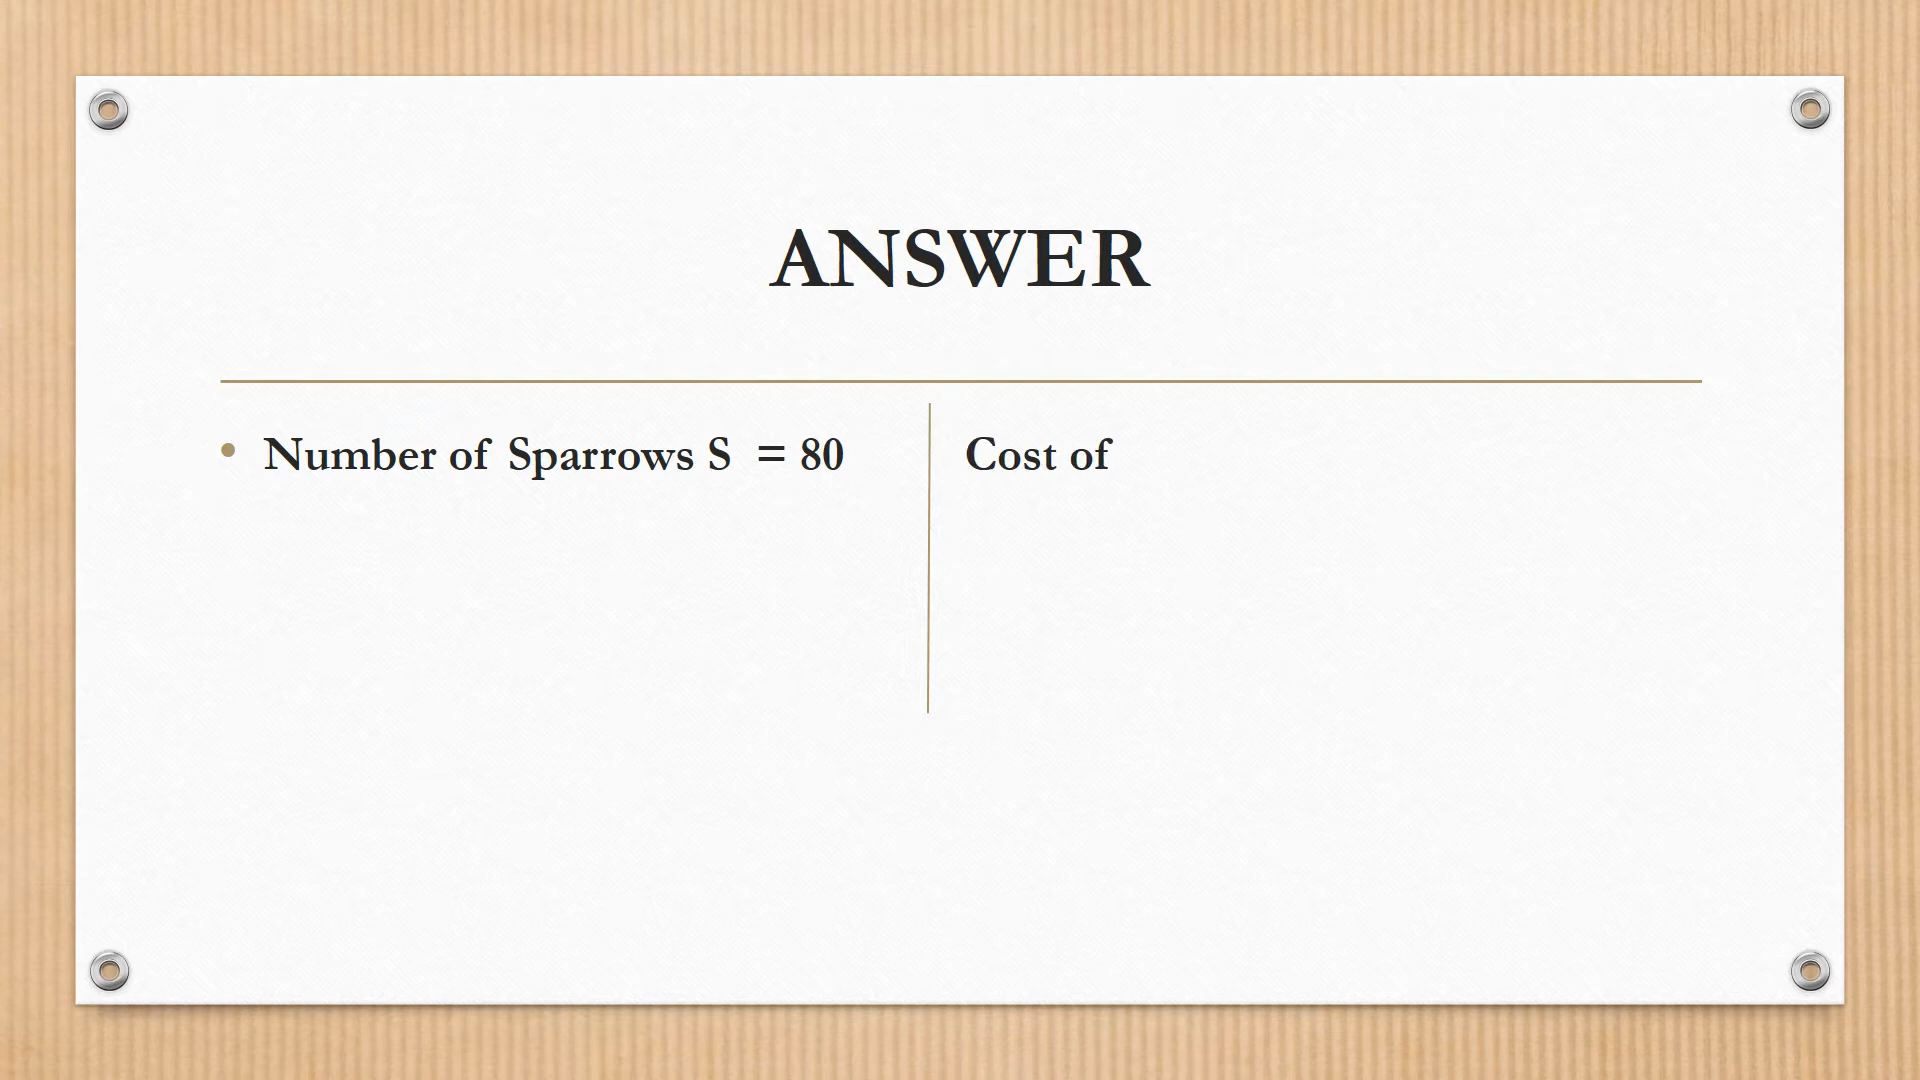 ANSWER
Number of Sparrows S = 80
Cost of